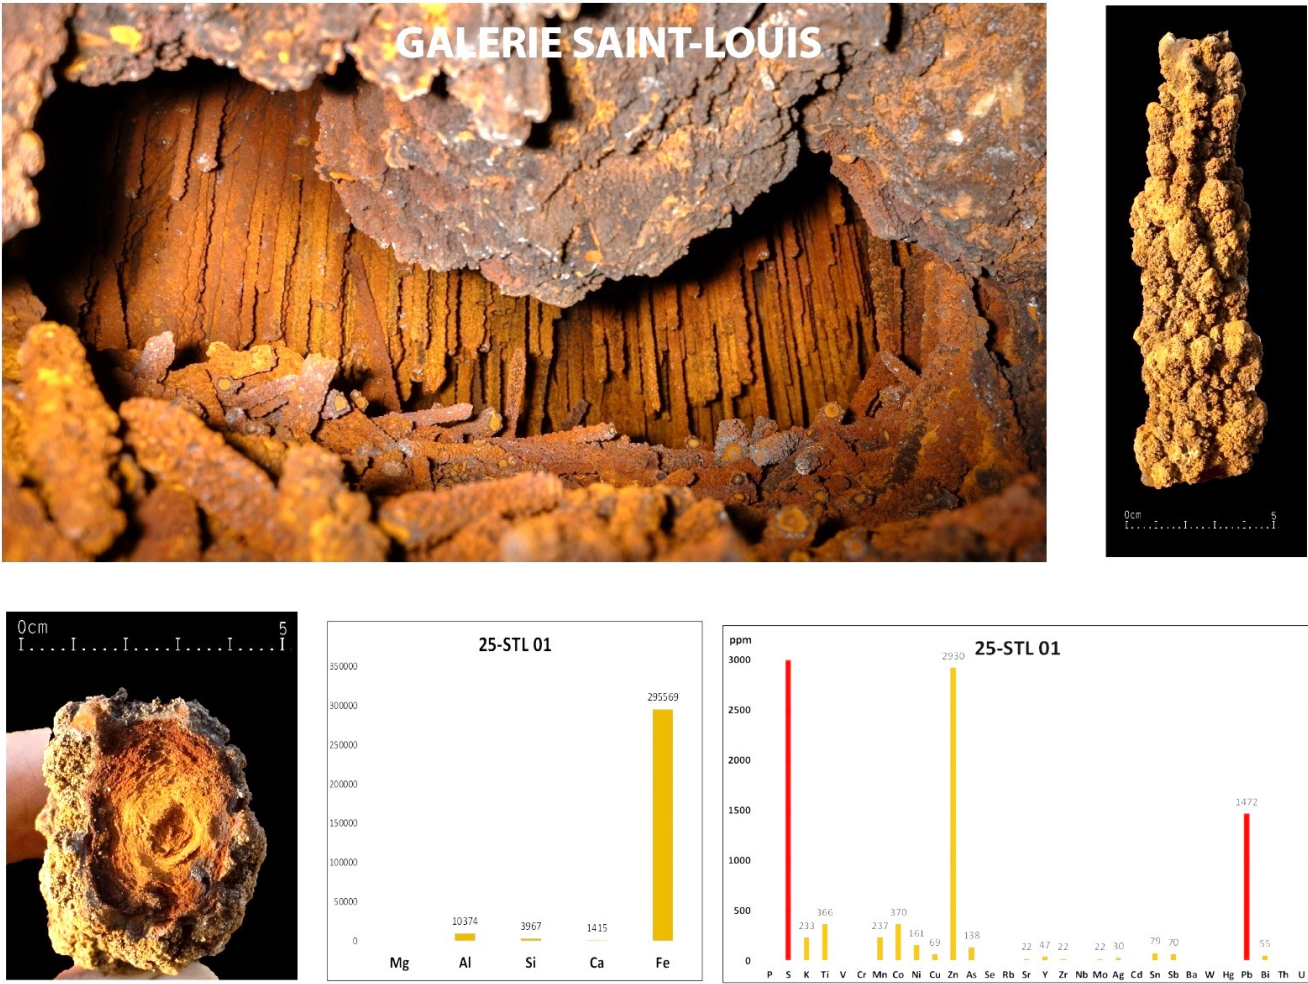 GALERIE SAINT-LOUIS
0cm 5
0cm 5
25-STL 01
350000
300000
250000
200000
150000
100000
50000
0
295569
10374
3967
1415
Mg Al Si Ca Fe
ppm
25-STL 01
3000
2500
2000
1500
1000
500
0
2930
1472
233 366 237 370 161 69 138 22 47 22 22 30 79 70 55
P S K Ti V Cr Mn Co Ni Cu Zn As Se Rb Sr Y Zr Nb Mo Ag Cd Sn Sb Ba W Hg Pb Bi Th U